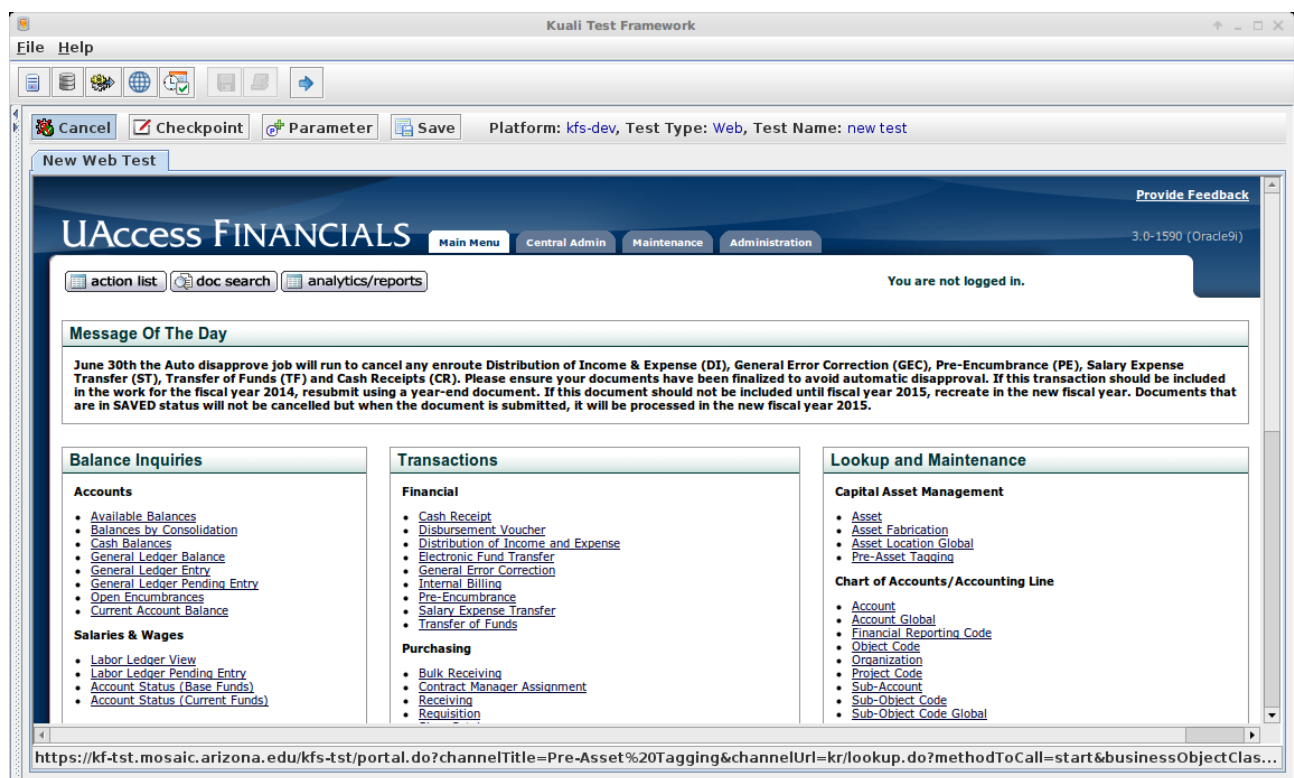 Kuali Test Framework
File Help
Cancel Checkpoint Parameter Save Platform: kfs-dev, Test Type: Web, Test Name: new test
New Web Test
Provide Feedback
UAccess Financials Main Menu Central Admin Maintenance Administration 3.0-1590 (Oracle9i)
action list doc search analytics/reports You are not logged in.
Message Of The Day
June 30th the Auto disapprove job will run to cancel any enroute Distribution of Income & Expense (DI), General Error Correction (GEC), Pre-Encumbrance (PE), Salary Expense
Transfer (ST), Transfer of Funds (TF) and Cash Receipts (CR). Please ensure your documents have been finalized to avoid automatic disapproval. If this transaction should be included
in the work for the fiscal year 2014, resubmit using a year-end document. If this document should not be included until fiscal year 2015, recreate in the new fiscal year. Documents that
are in SAVED status will not be cancelled but when the document is submitted, it will be processed in the new fiscal year 2015.
Balance Inquiries
Accounts
Available Balances
Balances by Consolidation
Cash Balances
General Ledger Balance
General Ledger Entry
General Ledger Pending Entry
Open Encumbrances
Current Account Balance
Salaries & Wages
Labor Ledger View
Labor Ledger Pending Entry
Account Status (Base Funds)
Account Status (Current Funds)
Transactions
Financial
Cash Receipt
Disbursement Voucher
Distribution of Income and Expense
Electronic Fund Transfer
General Error Correction
Internal Billing
Pre-Encumbrance
Salary Expense Transfer
Transfer of Funds
Purchasing
Bulk Receiving
Contract Manager Assignment
Receiving
Requisition
Lookup and Maintenance
Capital Asset Management
Asset
Asset Fabrication
Asset Location Global
Pre-Asset Tagging
Chart of Accounts/Accounting Line
Account
Account Global
Financial Reporting Code
Object Code
Organization
Project Code
Sub-Account
Sub-Object Code
Sub-Object Code Global
https://kf-tst.mosaic.arizona.edu/kfs-tst/portal.do?channelTitle=Pre-Asset%20Tagging&channelUrl=kr/lookup.do?methodToCall=start&businessObjectClas...